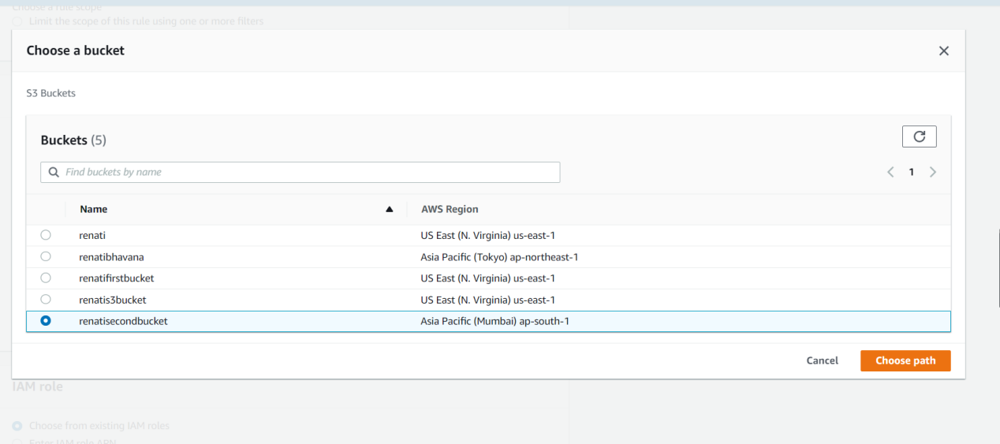 Choose a rule scope
Limit the scope of this rule using one or more filters
Choose a bucket
S3 Buckets
Buckets (5)
Find buckets by name
1
Name AWS Region
renati US East (N. Virginia) us-east-1
renatibhavana Asia Pacific (Tokyo) ap-northeast-1
renatifirstbucket US East (N. Virginia) us-east-1
renatis3bucket US East (N. Virginia) us-east-1
renatisecondbucket Asia Pacific (Mumbai) ap-south-1
Cancel Choose path
IAM role
Choose from existing IAM roles
Enter IAM role ARN